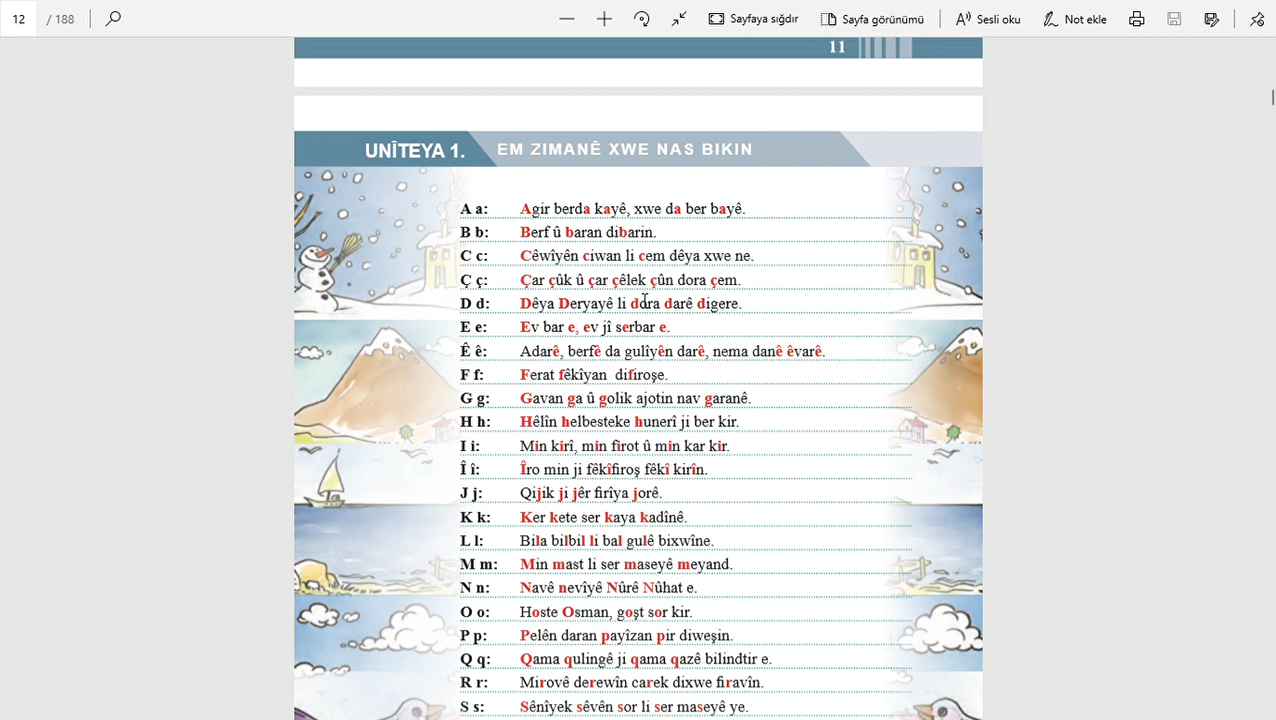 12 / 188 Sayfaya sığdır Sayfa görünümü Sesli oku Not ekle
11
UNÎTEYA 1. EM ZIMANÊ XWE NAS BIKIN
A a: Agir berda kayê, xwe da ber bayê.
B b: Berf û baran dibarin.
C c: Cêwîyên ciwan li cem dêya xwe ne.
Ç ç: Çar çûk û çar çêlek çûn dora çem.
D d: Dêya Deryayê li dora darê digere.
E e: Ev bar e, ev jî serbar e.
Ê ê: Adarê, berfê da gulîyên darê, nema danê êvarê.
F f: Ferat fêkîyan difiroşe.
G g: Gavan ga û golik ajotin nav garanê.
H h: Hêlîn helbesteke hunerî ji ber kir.
I i: Min kirî, min firot û min kar kir.
Î î: Îro min ji fêkîfiroş fêkî kirîn.
J j: Qijik ji jêr firîya jorê.
K k: Ker kete ser kaya kadînê.
L l: Bila bilbil li bal gulê bixwîne.
M m: Min mast li ser maseyê meyand.
N n: Navê nevîyê Nûrê Nûhat e.
O o: Hoste Osman, goşt sor kir.
P p: Pelên daran payîzan pir diweşin.
Q q: Qama qulingê ji qama qazê bilindtir e.
R r: Mirovê derewîn carek dixwe firavîn.
S s: Sênîyek sêvên sor li ser maseyê ye.